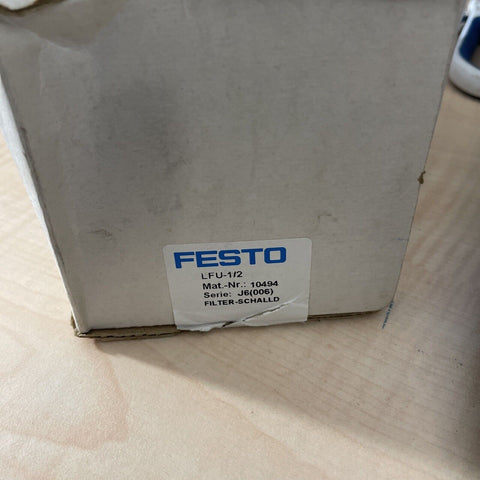 FESTO
LFU-1/2
Mat.-Nr.: 10494
Serie: J6(006)
FILTER-SCHALLD